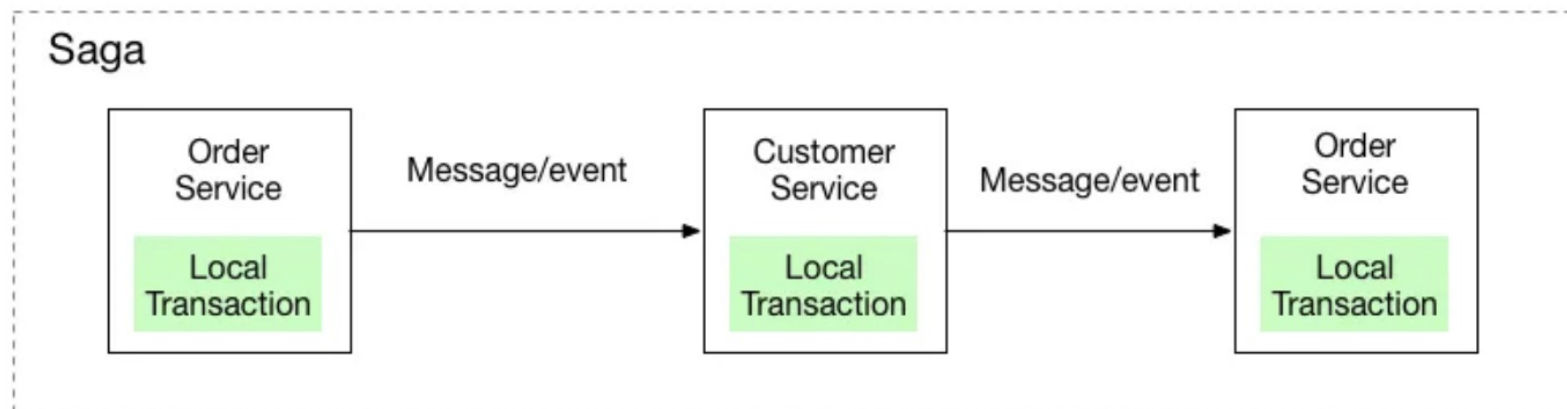 Saga
Order
Service
Local
Transaction
Message/event
Customer
Service
Local
Transaction
Message/event
Order
Service
Local
Transaction